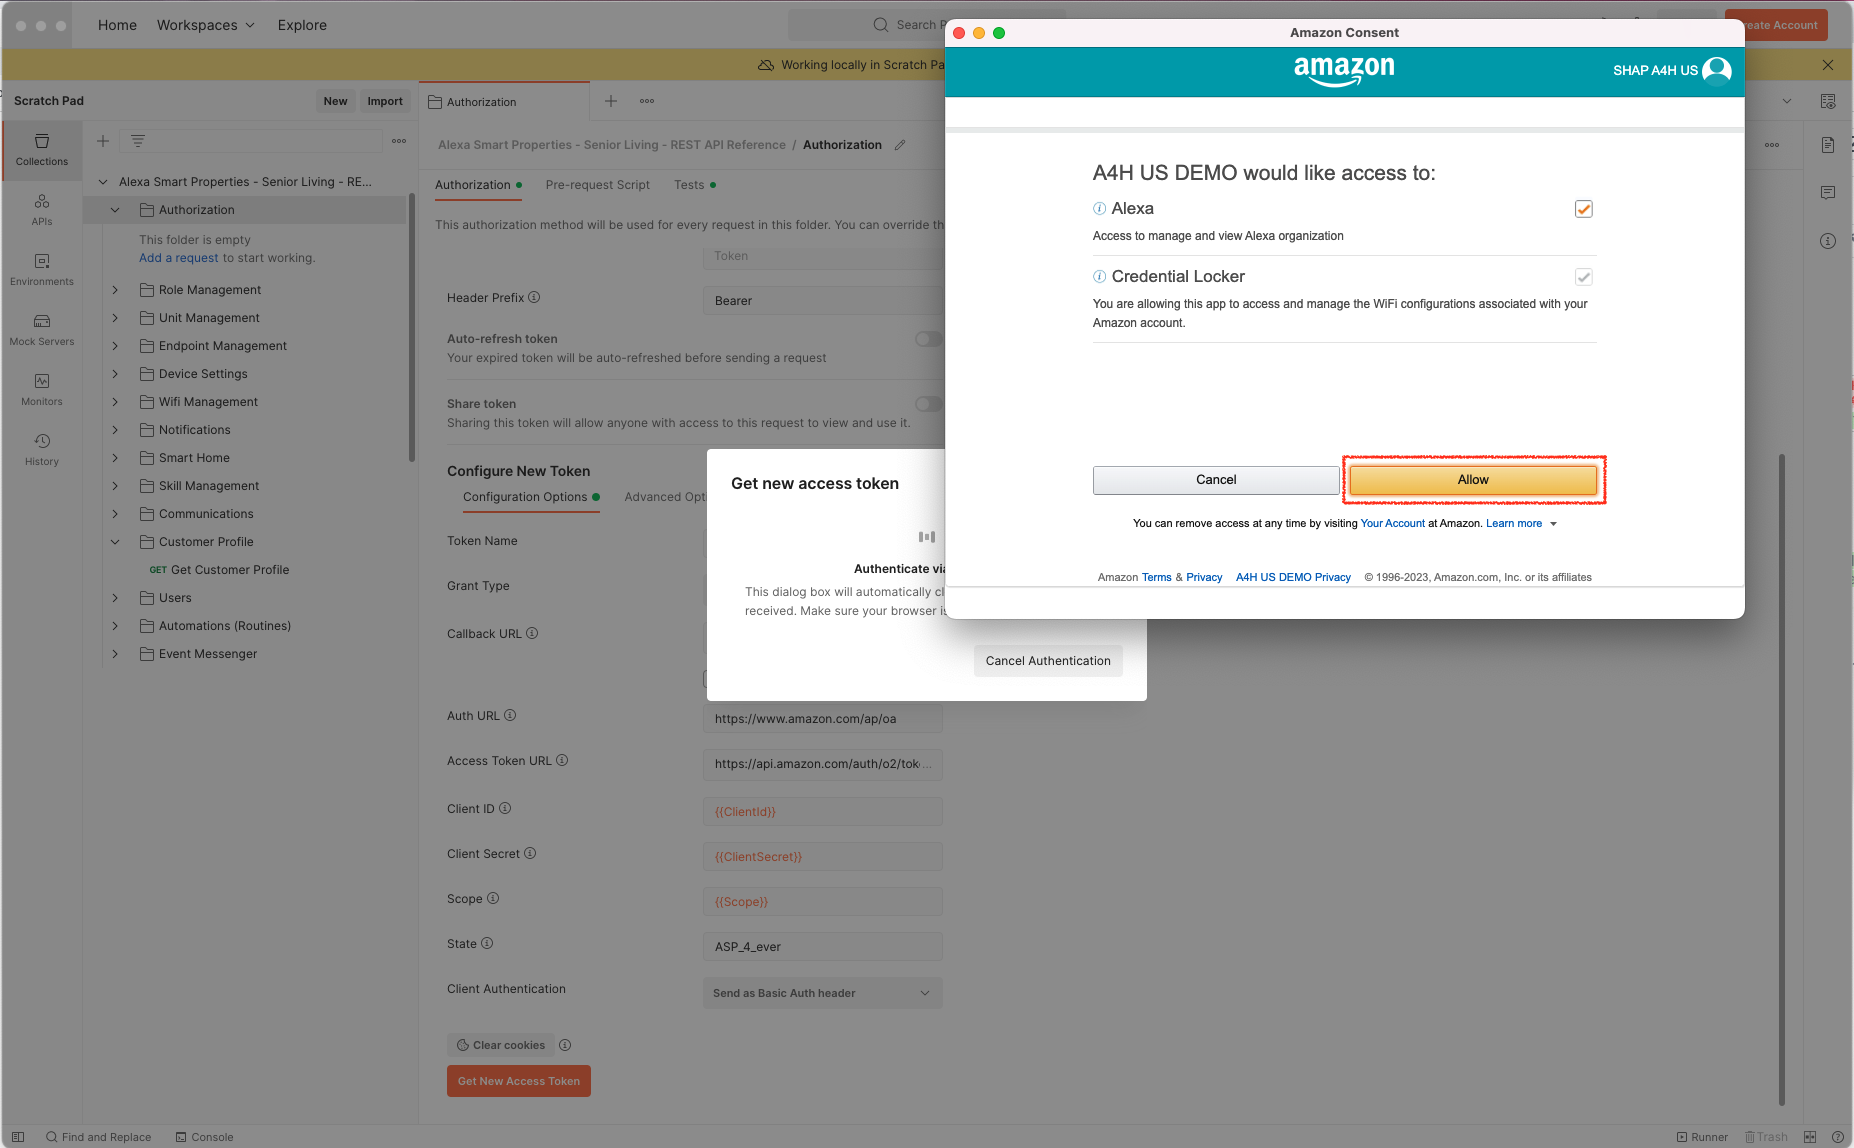 Home
Workspaces
Explore
Search P
Create Account
Working locally in Scratch Pa
Scratch Pad
New
Import
Authorization
Collections
APIs
Environments
Mock Servers
Monitors
History
Alexa Smart Properties - Senior Living - RE...
Authorization
This folder is empty
Add a request to start working.
Role Management
Unit Management
Endpoint Management
Device Settings
Wifi Management
Notifications
Smart Home
Skill Management
Communications
Customer Profile
GET Get Customer Profile
Users
Automations (Routines)
Event Messenger
Alexa Smart Properties - Senior Living - REST API Reference / Authorization
Authorization
Pre-request Script
Tests
This authorization method will be used for every request in this folder. You can override th
Token
Header Prefix
Bearer
Auto-refresh token
Your expired token will be auto-refreshed before sending a request
Share token
Sharing this token will allow anyone with access to this request to view and use it.
Configure New Token
Configuration Options
Advanced Opt
Token Name
Grant Type
Callback URL
Auth URL
https://www.amazon.com/ap/oa
Access Token URL
https://api.amazon.com/auth/o2/tok...
Client ID
{{ClientId}}
Client Secret
{{ClientSecret}}
Scope
{{Scope}}
State
ASP_4_ever
Client Authentication
Send as Basic Auth header
Clear cookies
Get New Access Token
Get new access token
Authenticate via
This dialog box will automatically cl
received. Make sure your browser is
Cancel Authentication
Amazon Consent
amazon
SHAP A4H US
A4H US DEMO would like access to:
Alexa
Access to manage and view Alexa organization
Credential Locker
You are allowing this app to access and manage the WiFi configurations associated with your
Amazon account.
Cancel
Allow
You can remove access at any time by visiting Your Account at Amazon. Learn more
Amazon Terms & Privacy
A4H US DEMO Privacy
© 1996-2023, Amazon.com, Inc. or its affiliates
Find and Replace
Console
Runner
Trash